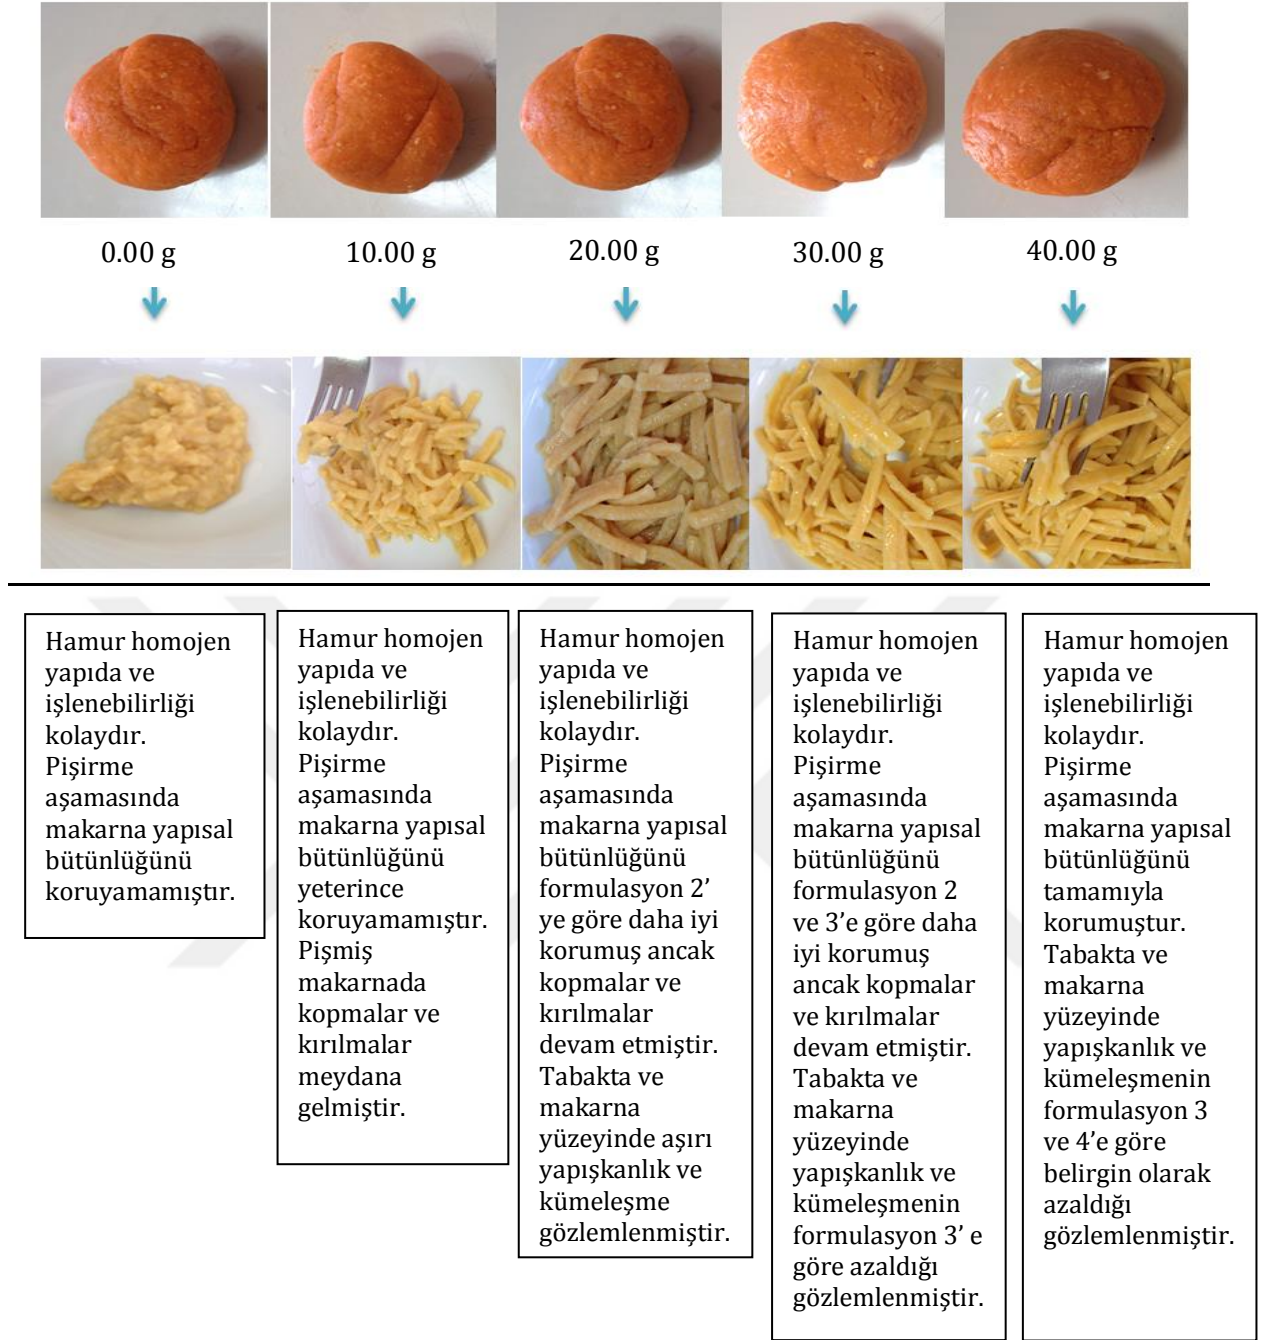 0.00 g
10.00 g
20.00 g
30.00 g
40.00 g
Hamur homojen
yapıda ve
işlenebilirliği
kolaydır.
Pişirme
aşamasında
makarna yapısal
bütünlüğünü
koruyamamıştır.
Hamur homojen
yapıda ve
işlenebilirliği
kolaydır.
Pişirme
aşamasında
makarna yapısal
bütünlüğünü
yeterince
koruyamamıştır.
Pişmiş
makarnada
kopmalar ve
kırılmalar
meydana
gelmiştir.
Hamur homojen
yapıda ve
işlenebilirliği
kolaydır.
Pişirme
aşamasında
makarna yapısal
bütünlüğünü
formulasyon 2’
ye göre daha iyi
korumuş ancak
kopmalar ve
kırılmalar
devam etmiştir.
Tabakta ve
makarna
yüzeyinde aşırı
yapışkanlık ve
kümeleşme
gözlemlenmiştir.
Hamur homojen
yapıda ve
işlenebilirliği
kolaydır.
Pişirme
aşamasında
makarna yapısal
bütünlüğünü
formulasyon 2
ve 3’e göre daha
iyi korumuş
ancak kopmalar
ve kırılmalar
devam etmiştir.
Tabakta ve
makarna
yüzeyinde
yapışkanlık ve
kümeleşmenin
formulasyon 3’ e
göre azaldığı
gözlemlenmiştir.
Hamur homojen
yapıda ve
işlenebilirliği
kolaydır.
Pişirme
aşamasında
makarna yapısal
bütünlüğünü
tamamıyla
korumuştur.
Tabakta ve
makarna
yüzeyinde
yapışkanlık ve
kümeleşmenin
formulasyon 3
ve 4’e göre
belirgin olarak
azaldığı
gözlemlenmiştir.